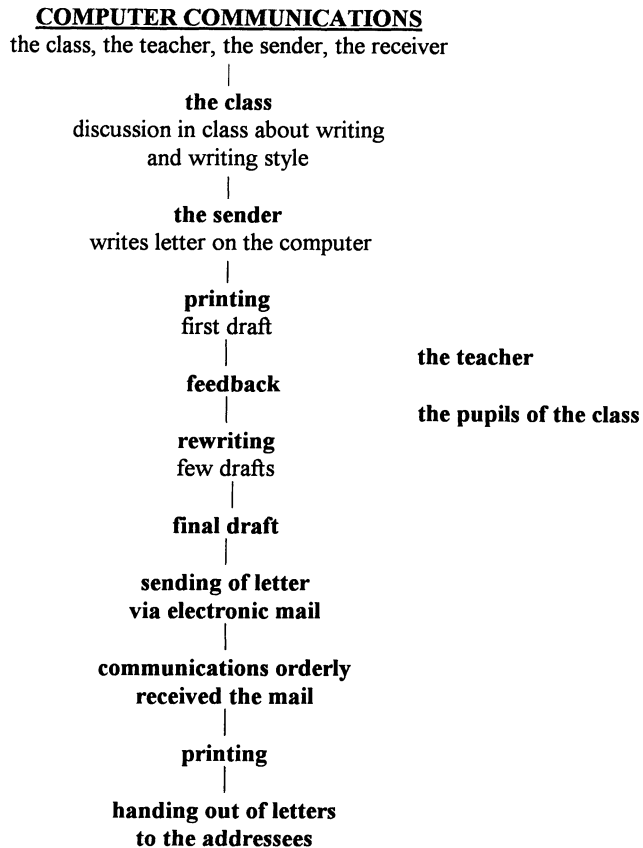 COMPUTER COMMUNICATIONS
the class, the teacher, the sender, the receiver
the class
discussion in class about writing
and writing style
the sender
writes letter on the computer
printing
first draft
the teacher
feedback
the pupils of the class
rewriting
few drafts
final draft
sending of letter
via electronic mail
communications orderly
received the mail
printing
handing out of letters
to the addressees